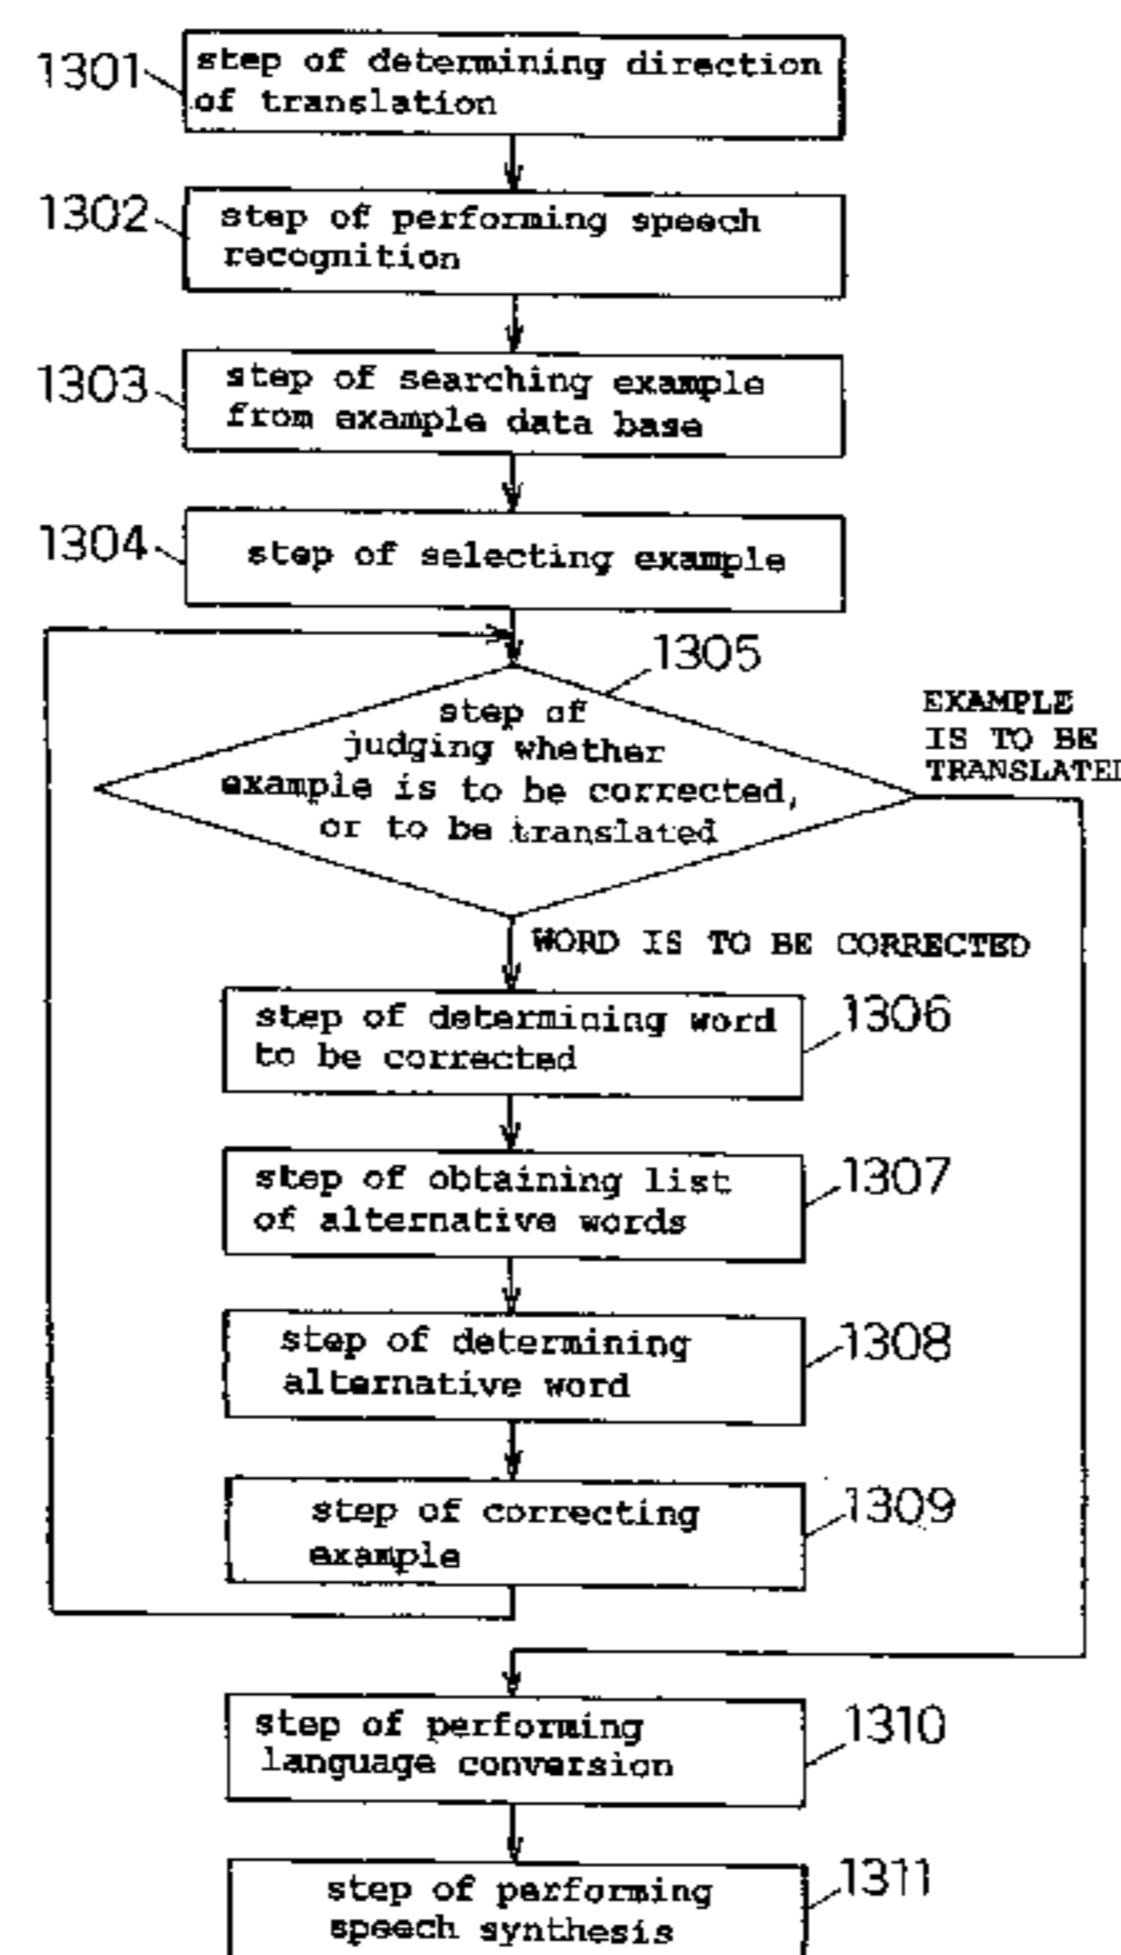 1301
step of determining direction
of translation
1302
step of performing speech
recognition
1303
step of searching example
from example data base
1304
step of selecting example
1305
step of
judging whether
example is to be corrected,
or to be translated
EXAMPLE
IS TO BE
TRANSLATED
WORD IS TO BE CORRECTED
1306
step of determining word
to be corrected
1307
step of obtaining list
of alternative words
1308
step of determining
alternative word
1309
step of correcting
example
1310
step of performing
language conversion
1311
step of performing
speech synthesis